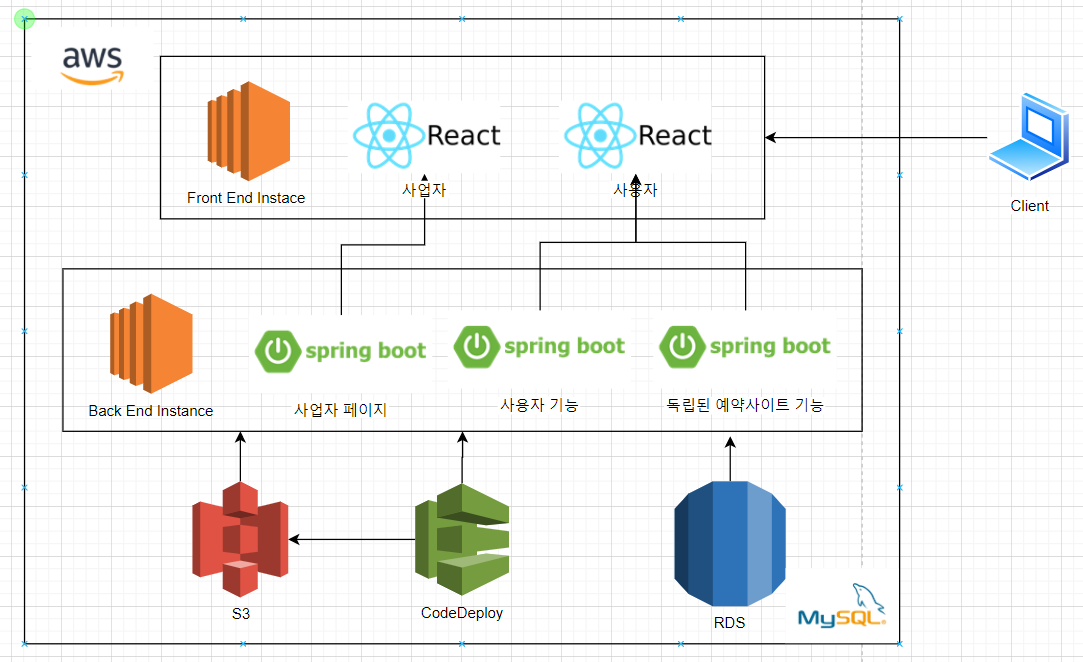 aws
React
React
사업자
사용자
Front End Instace
Client
spring boot
spring boot
spring boot
Back End Instance
사업자 페이지
사용자 기능
독립된 예약사이트 기능
S3
CodeDeploy
RDS
MySQL